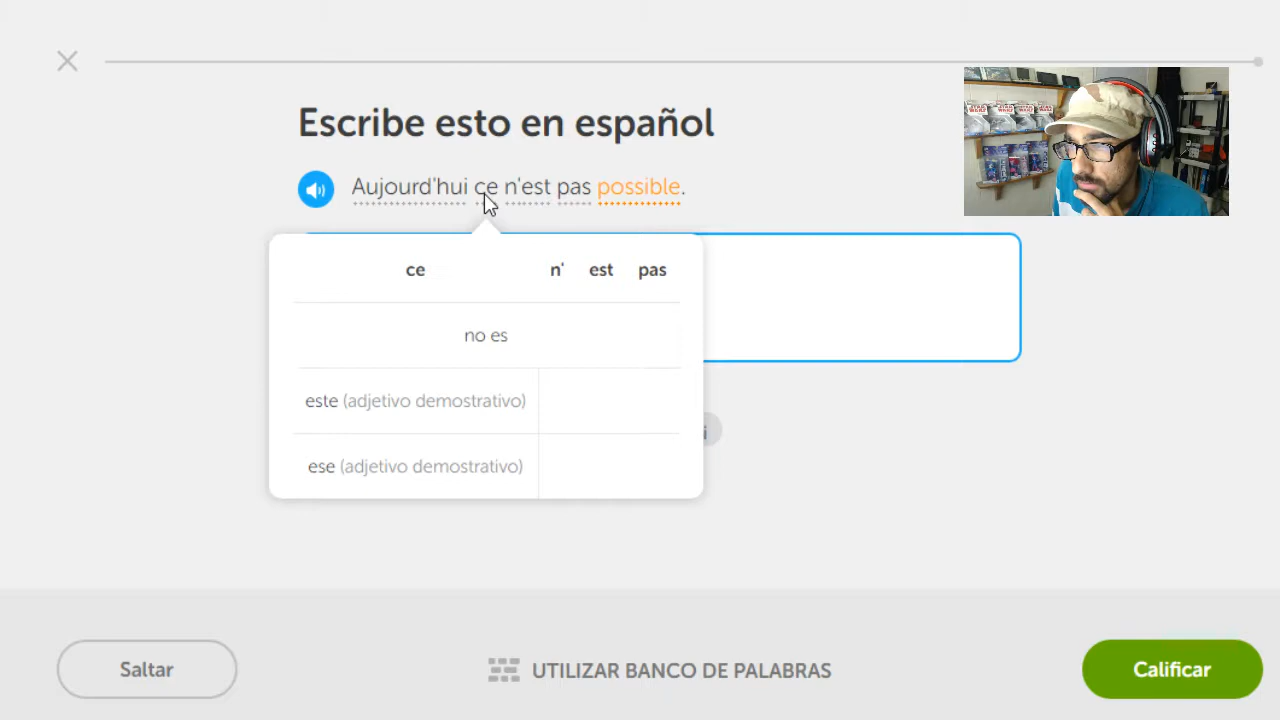 Escribe esto en español
Aujourd'hui ce n'est pas possible.
ce n' est pas
no es
este (adjetivo demostrativo)
ese (adjetivo demostrativo)
i
Saltar
UTILIZAR BANCO DE PALABRAS
Calificar